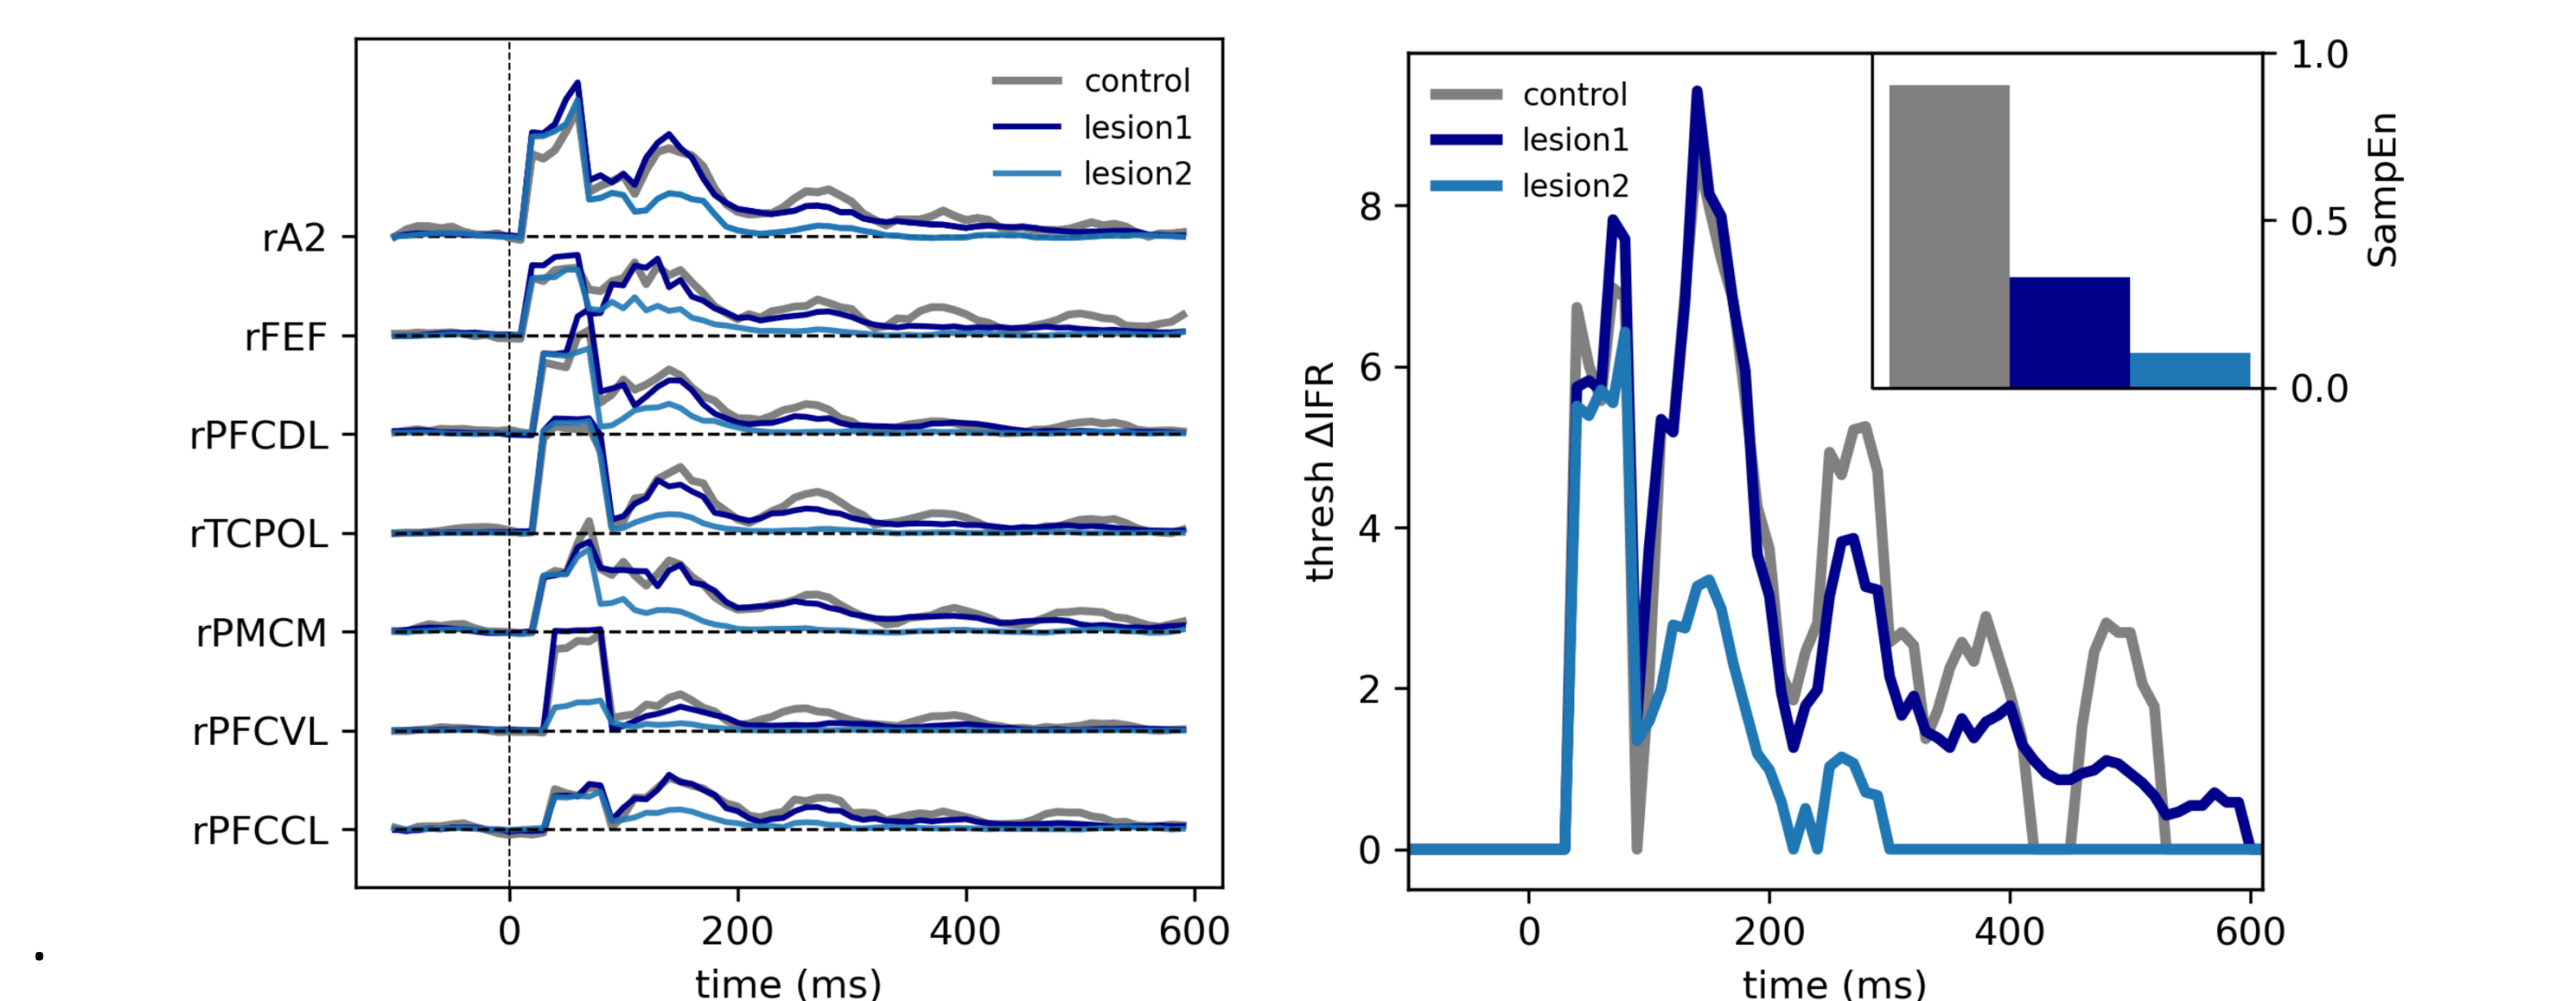 control
lesion1
lesion2
rA2
rFEF
rPFCDL
rTCPOL
rPMCM
rPFCVL
rPFCCL
0 200 400 600
time (ms)
control
lesion1
lesion2
thresh ΔIFR
8
6
4
2
0
0 200 400 600
time (ms)
1.0
0.5
0.0
SampEn
.